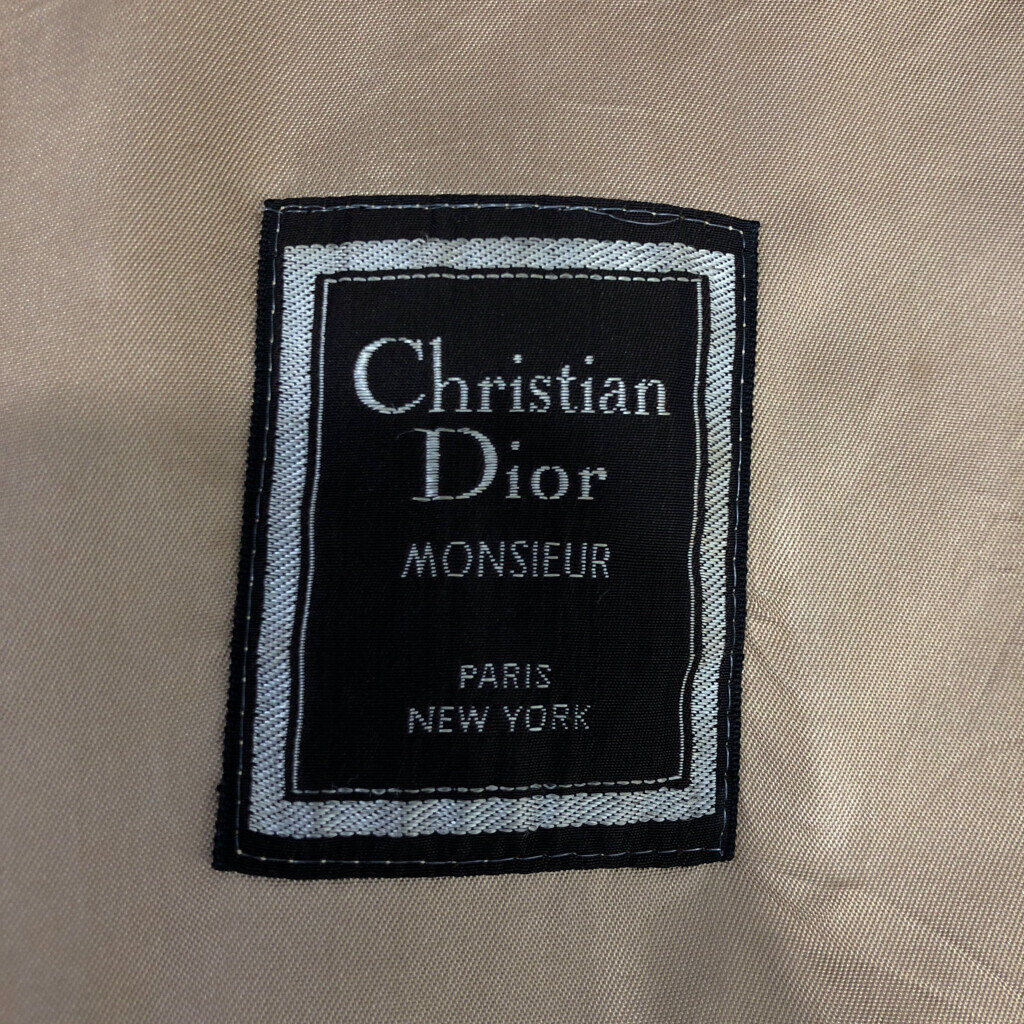 Christian
Dior
MONSIEUR
PARIS
NEW YORK